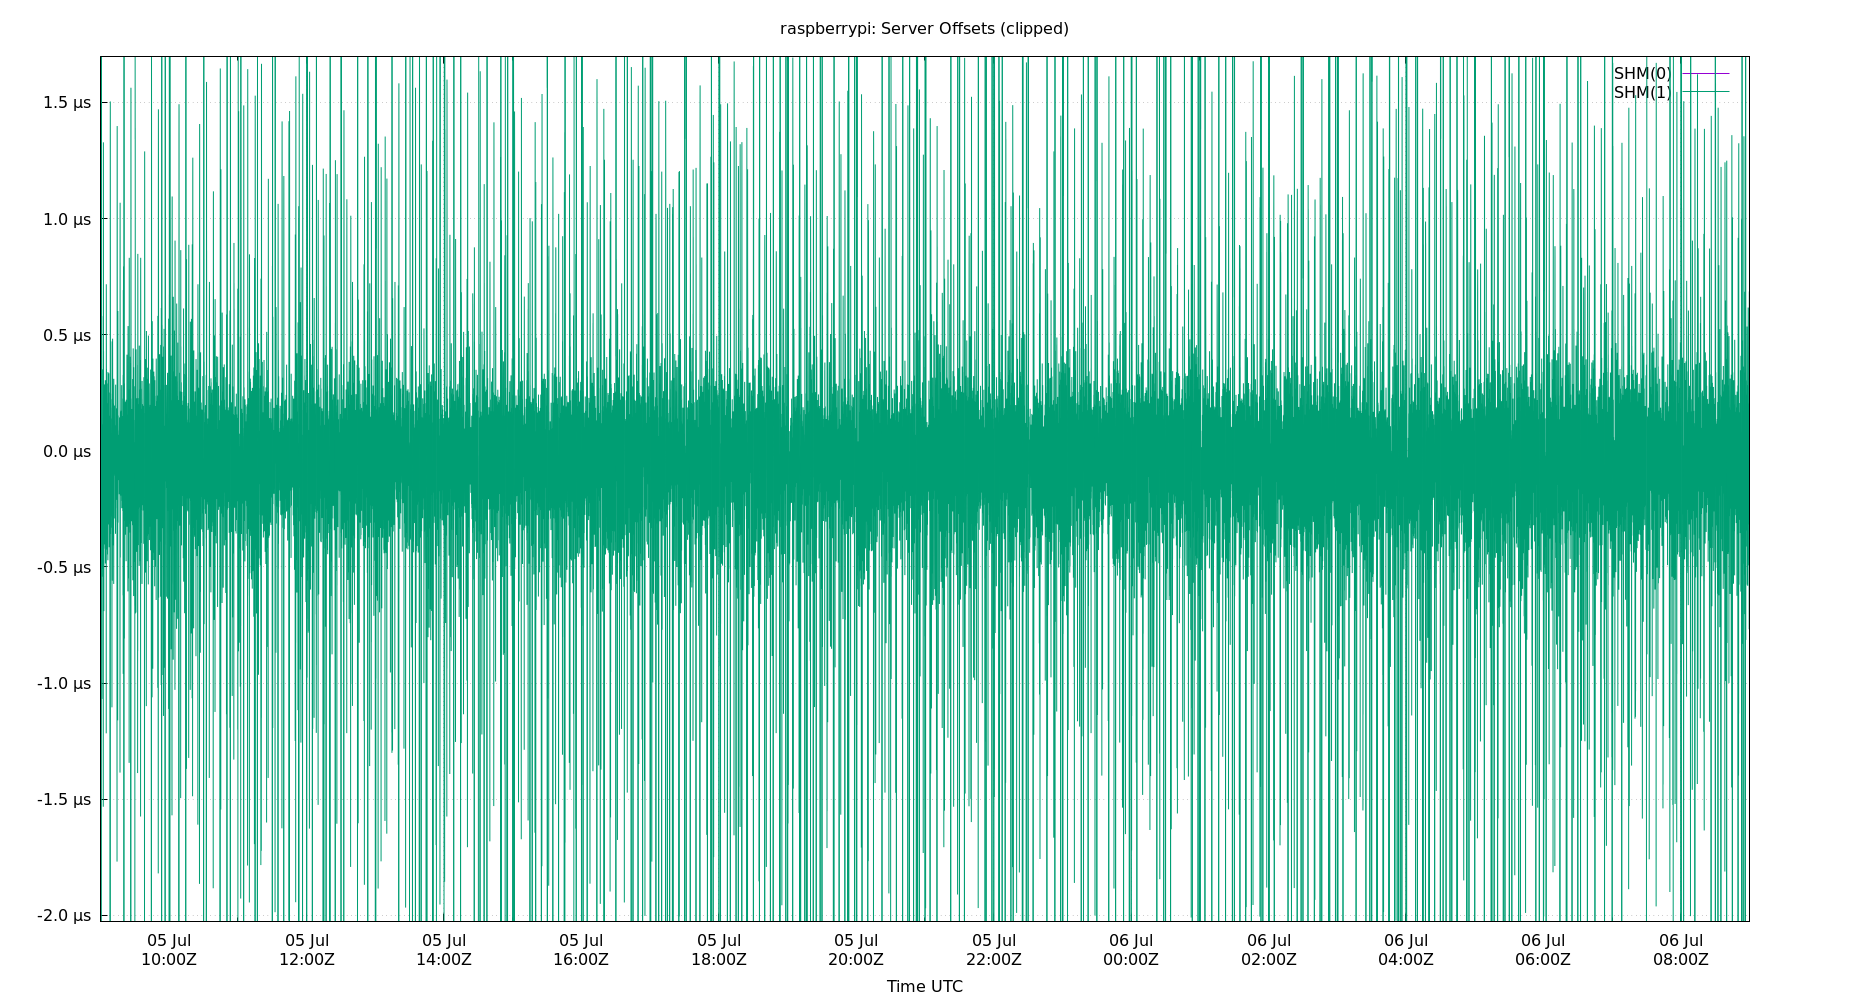 raspberrypi: Server Offsets (clipped)
SHM(0)
SHM(1)
1.5 µs
1.0 µs
0.5 µs
0.0 µs
-0.5 µs
-1.0 µs
-1.5 µs
-2.0 µs
05 Jul 05 Jul 05 Jul 05 Jul 05 Jul 05 Jul 05 Jul 06 Jul 06 Jul 06 Jul 06 Jul 06 Jul
10:00Z 12:00Z 14:00Z 16:00Z 18:00Z 20:00Z 22:00Z 00:00Z 02:00Z 04:00Z 06:00Z 08:00Z
Time UTC